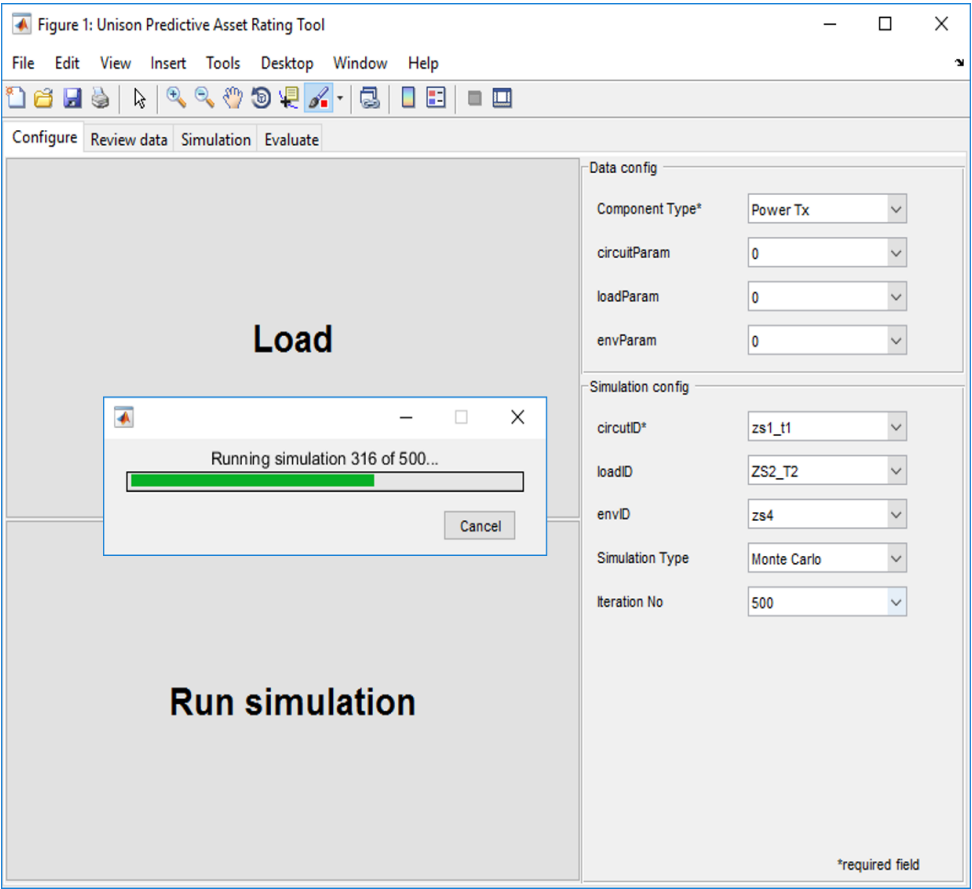 Figure 1: Unison Predictive Asset Rating Tool
File Edit View Insert Tools Desktop Window Help
Configure Review data Simulation Evaluate
Data config
Component Type* Power Tx
circuitParam 0
loadParam 0
envParam 0
Load
Simulation config
circutID* zs1_t1
loadID ZS2_T2
envID zs4
Simulation Type Monte Carlo
Iteration No 500
Running simulation 316 of 500...
Cancel
Run simulation
*required field